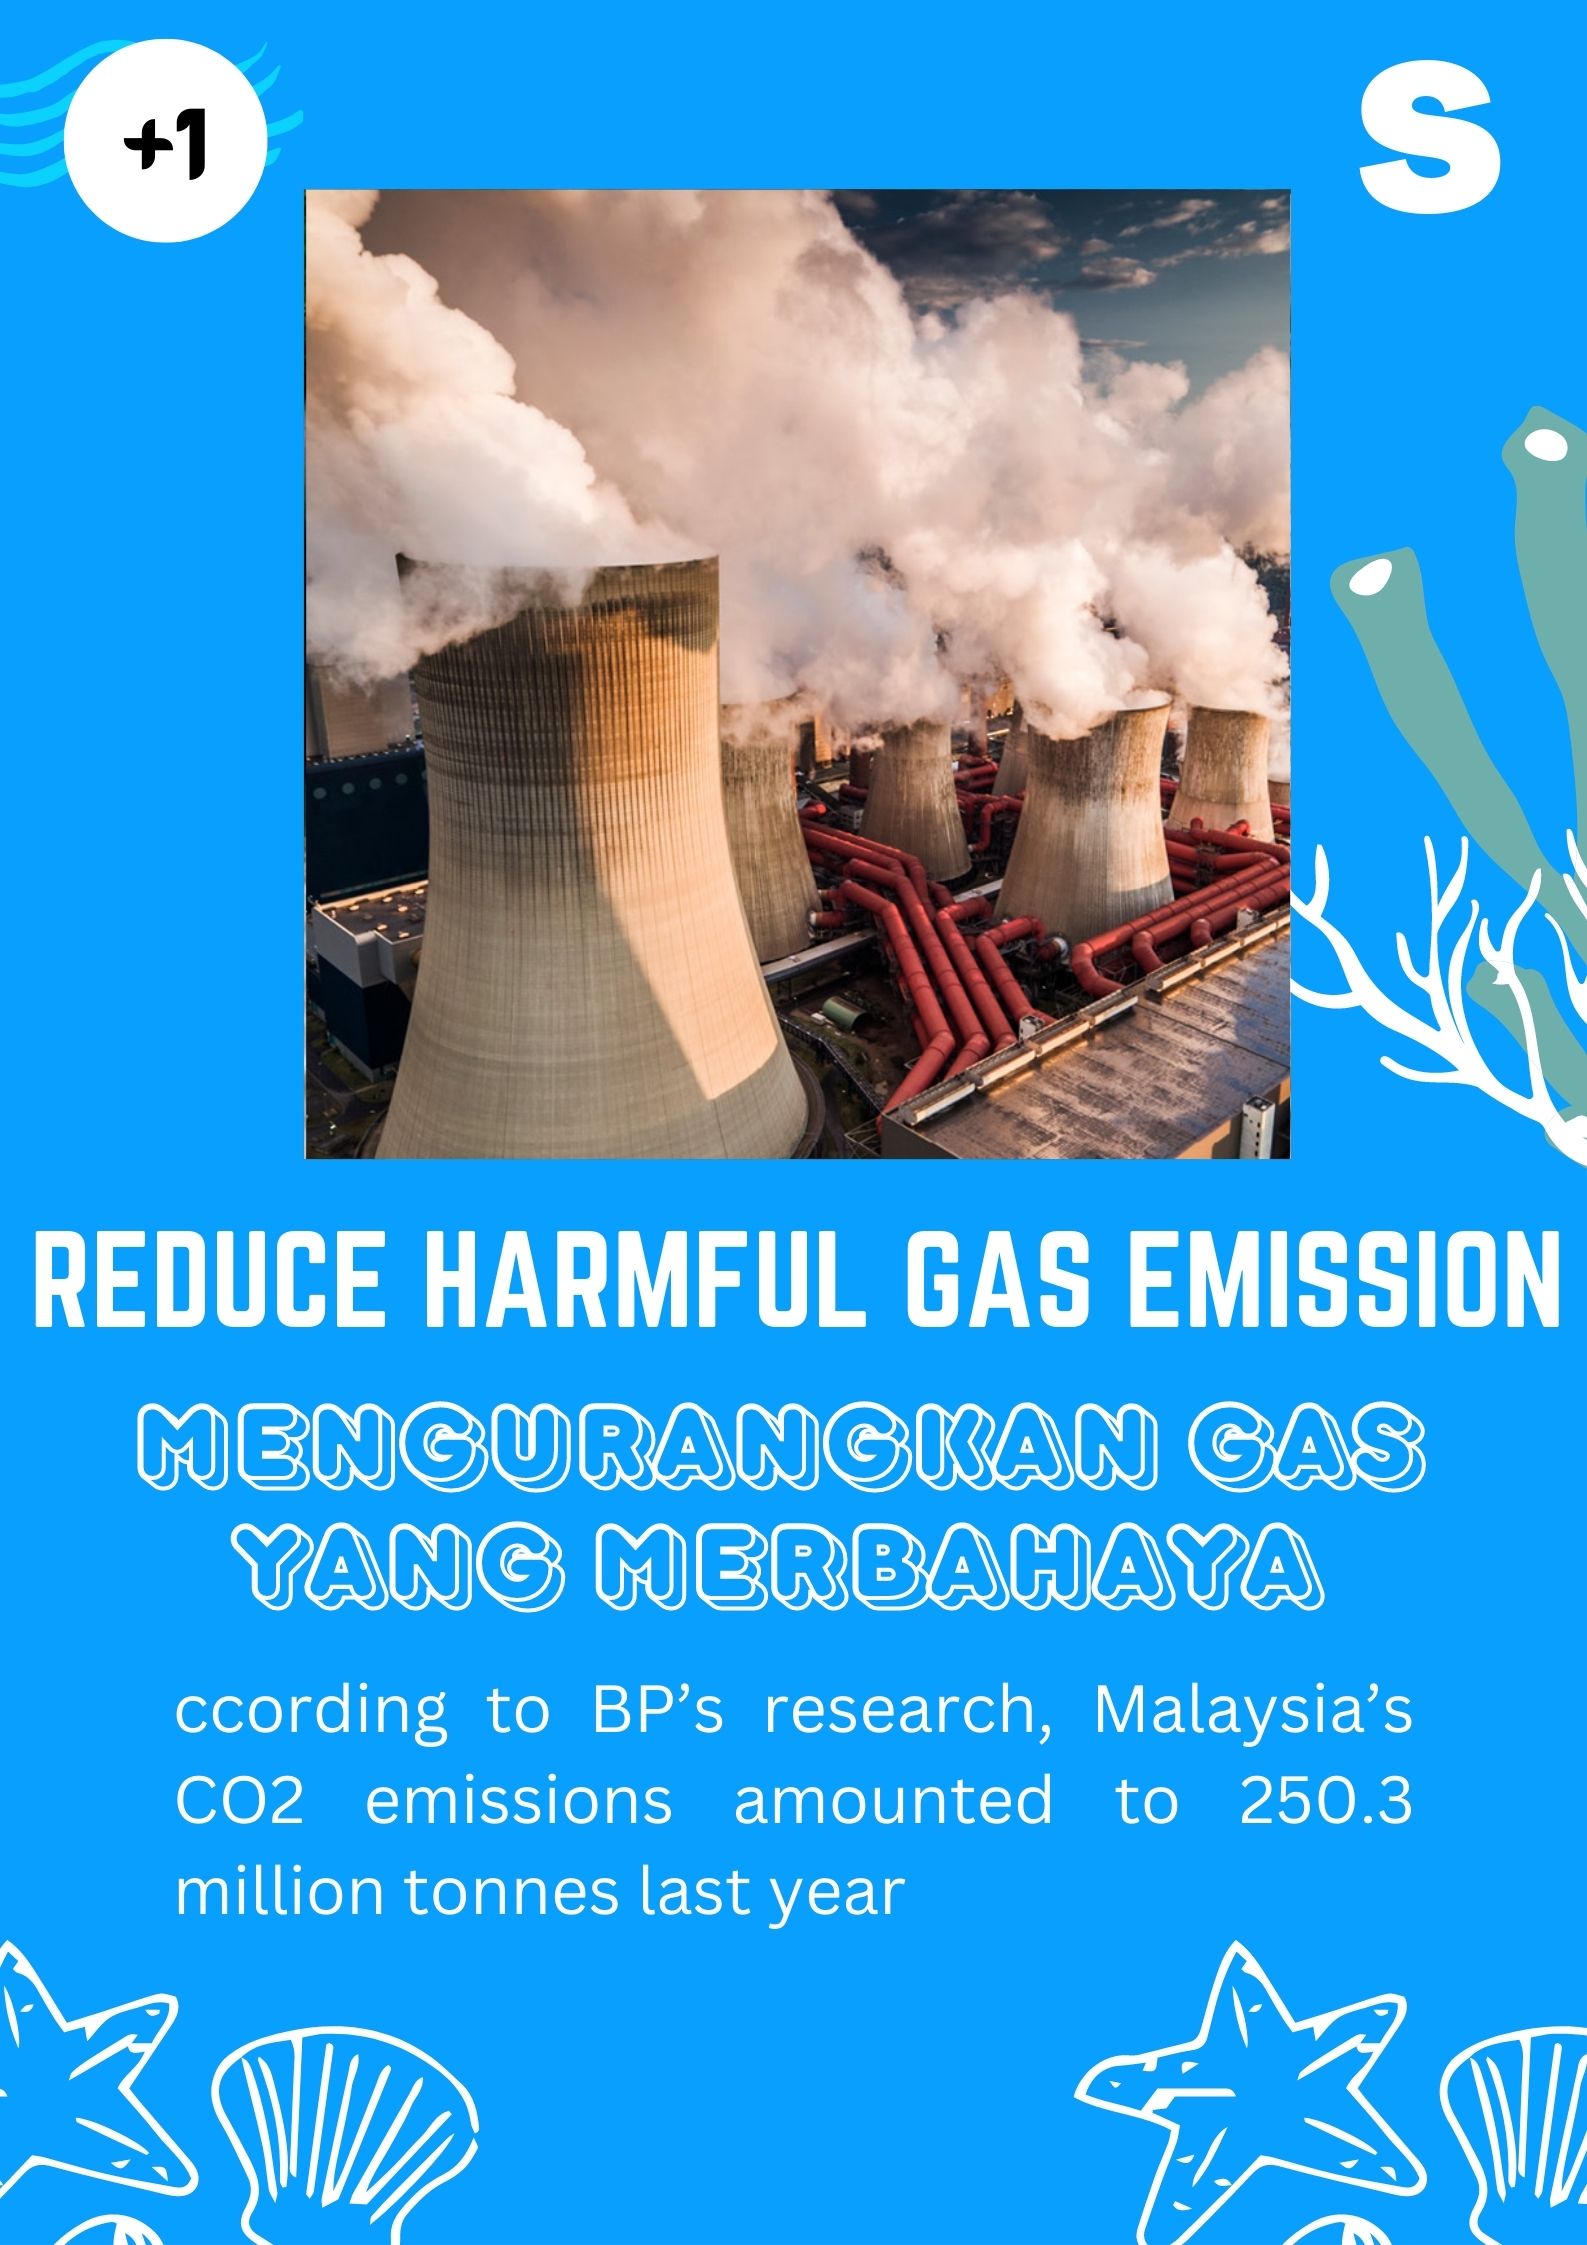 +1
S
REDUCE HARMFUL GAS EMISSION
MENGURANGKAN GAS
YANG MERBAHAYA
ccording to BP’s research, Malaysia’s
CO2 emissions amounted to 250.3
million tonnes last year